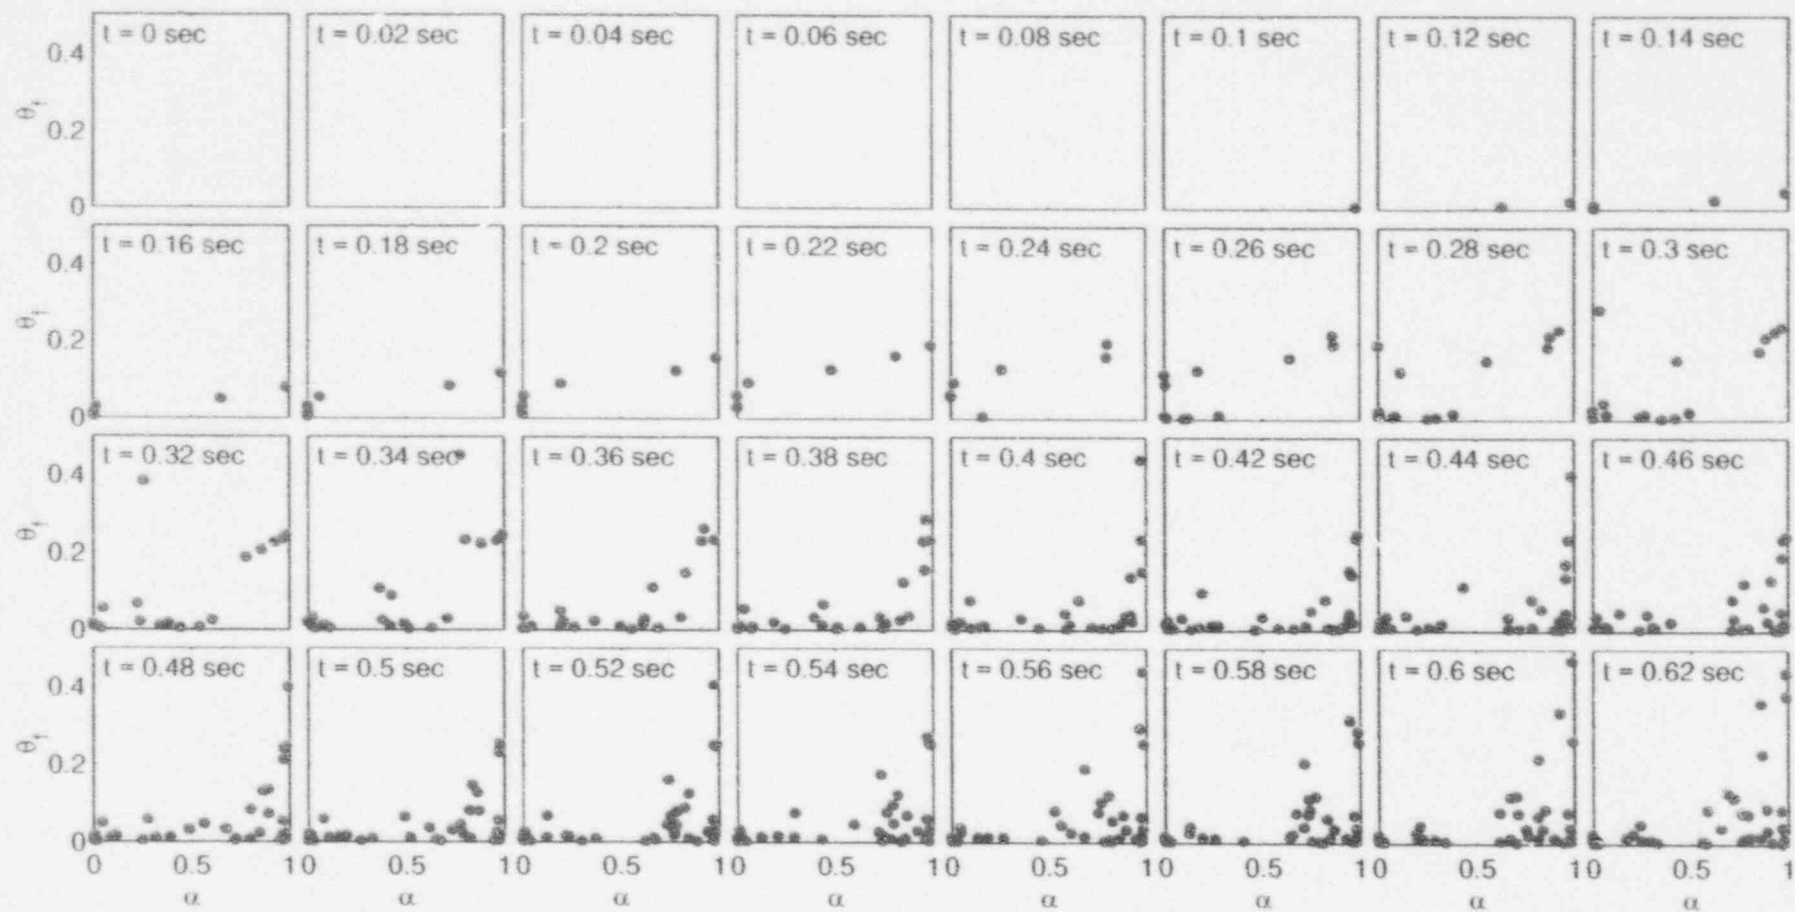 t = 0 sec
t = 0.02 sec
t = 0.04 sec
t = 0.06 sec
t = 0.08 sec
t = 0.1 sec
t = 0.12 sec
t = 0.14 sec
0.4
θf
0.2
0
t = 0.16 sec
t = 0.18 sec
t = 0.2 sec
t = 0.22 sec
t = 0.24 sec
t = 0.26 sec
t = 0.28 sec
t = 0.3 sec
0.4
θf
0.2
0
t = 0.32 sec
t = 0.34 sec
t = 0.36 sec
t = 0.38 sec
t = 0.4 sec
t = 0.42 sec
t = 0.44 sec
t = 0.46 sec
0.4
θf
0.2
0
t = 0.48 sec
t = 0.5 sec
t = 0.52 sec
t = 0.54 sec
t = 0.56 sec
t = 0.58 sec
t = 0.6 sec
t = 0.62 sec
0.4
θf
0.2
0
0 0.5 1 0 0.5 1 0 0.5 1 0 0.5 1 0 0.5 1 0 0.5 1 0 0.5 1 0 0.5 1
α α α α α α α α